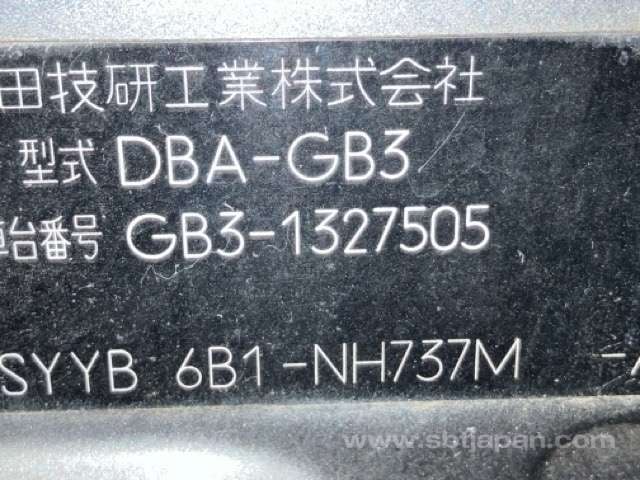 田技研工業株式会社
型式 DBA-GB3
車台番号 GB3-1327505
SYYB 6B1-NH737M -A
www.sbtjapan.com